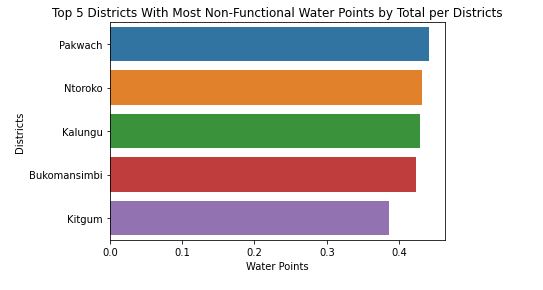 Top 5 Districts With Most Non-Functional Water Points by Total per Districts
Pakwach
Ntoroko
Kalungu
Bukomansimbi
Kitgum
Districts
0.0 0.1 0.2 0.3 0.4
Water Points